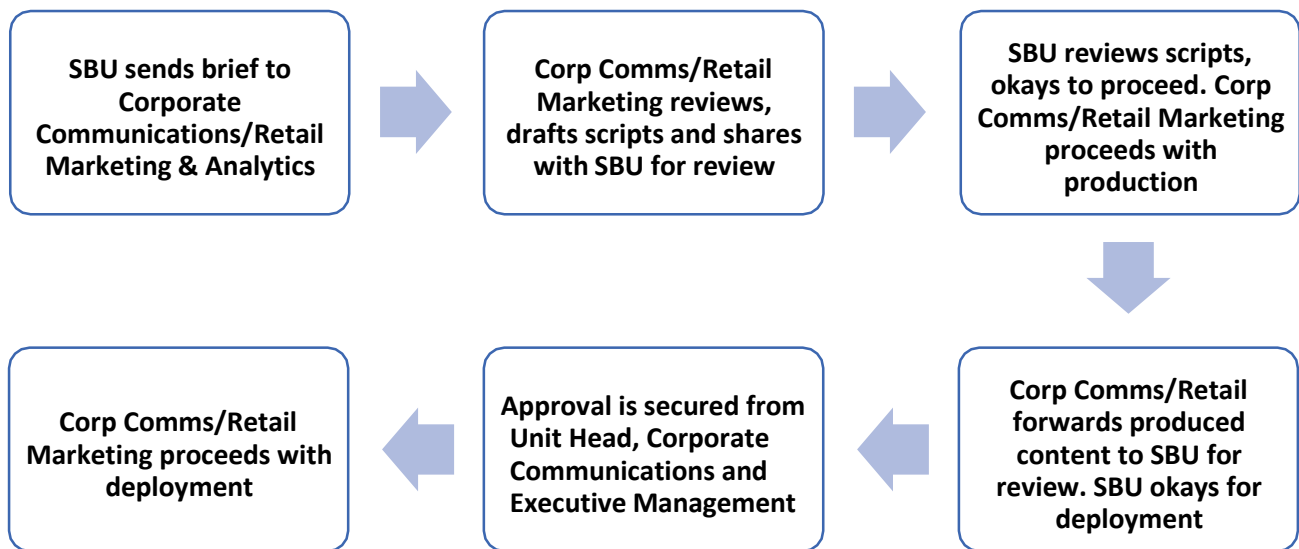 SBU sends brief to
Corporate
Communications/Retail
Marketing & Analytics
Corp Comms/Retail
Marketing reviews,
drafts scripts and shares
with SBU for review
SBU reviews scripts,
okays to proceed. Corp
Comms/Retail Marketing
proceeds with
production
Corp Comms/Retail
forwards produced
content to SBU for
review. SBU okays for
deployment
Approval is secured from
Unit Head, Corporate
Communications and
Executive Management
Corp Comms/Retail
Marketing proceeds with
deployment